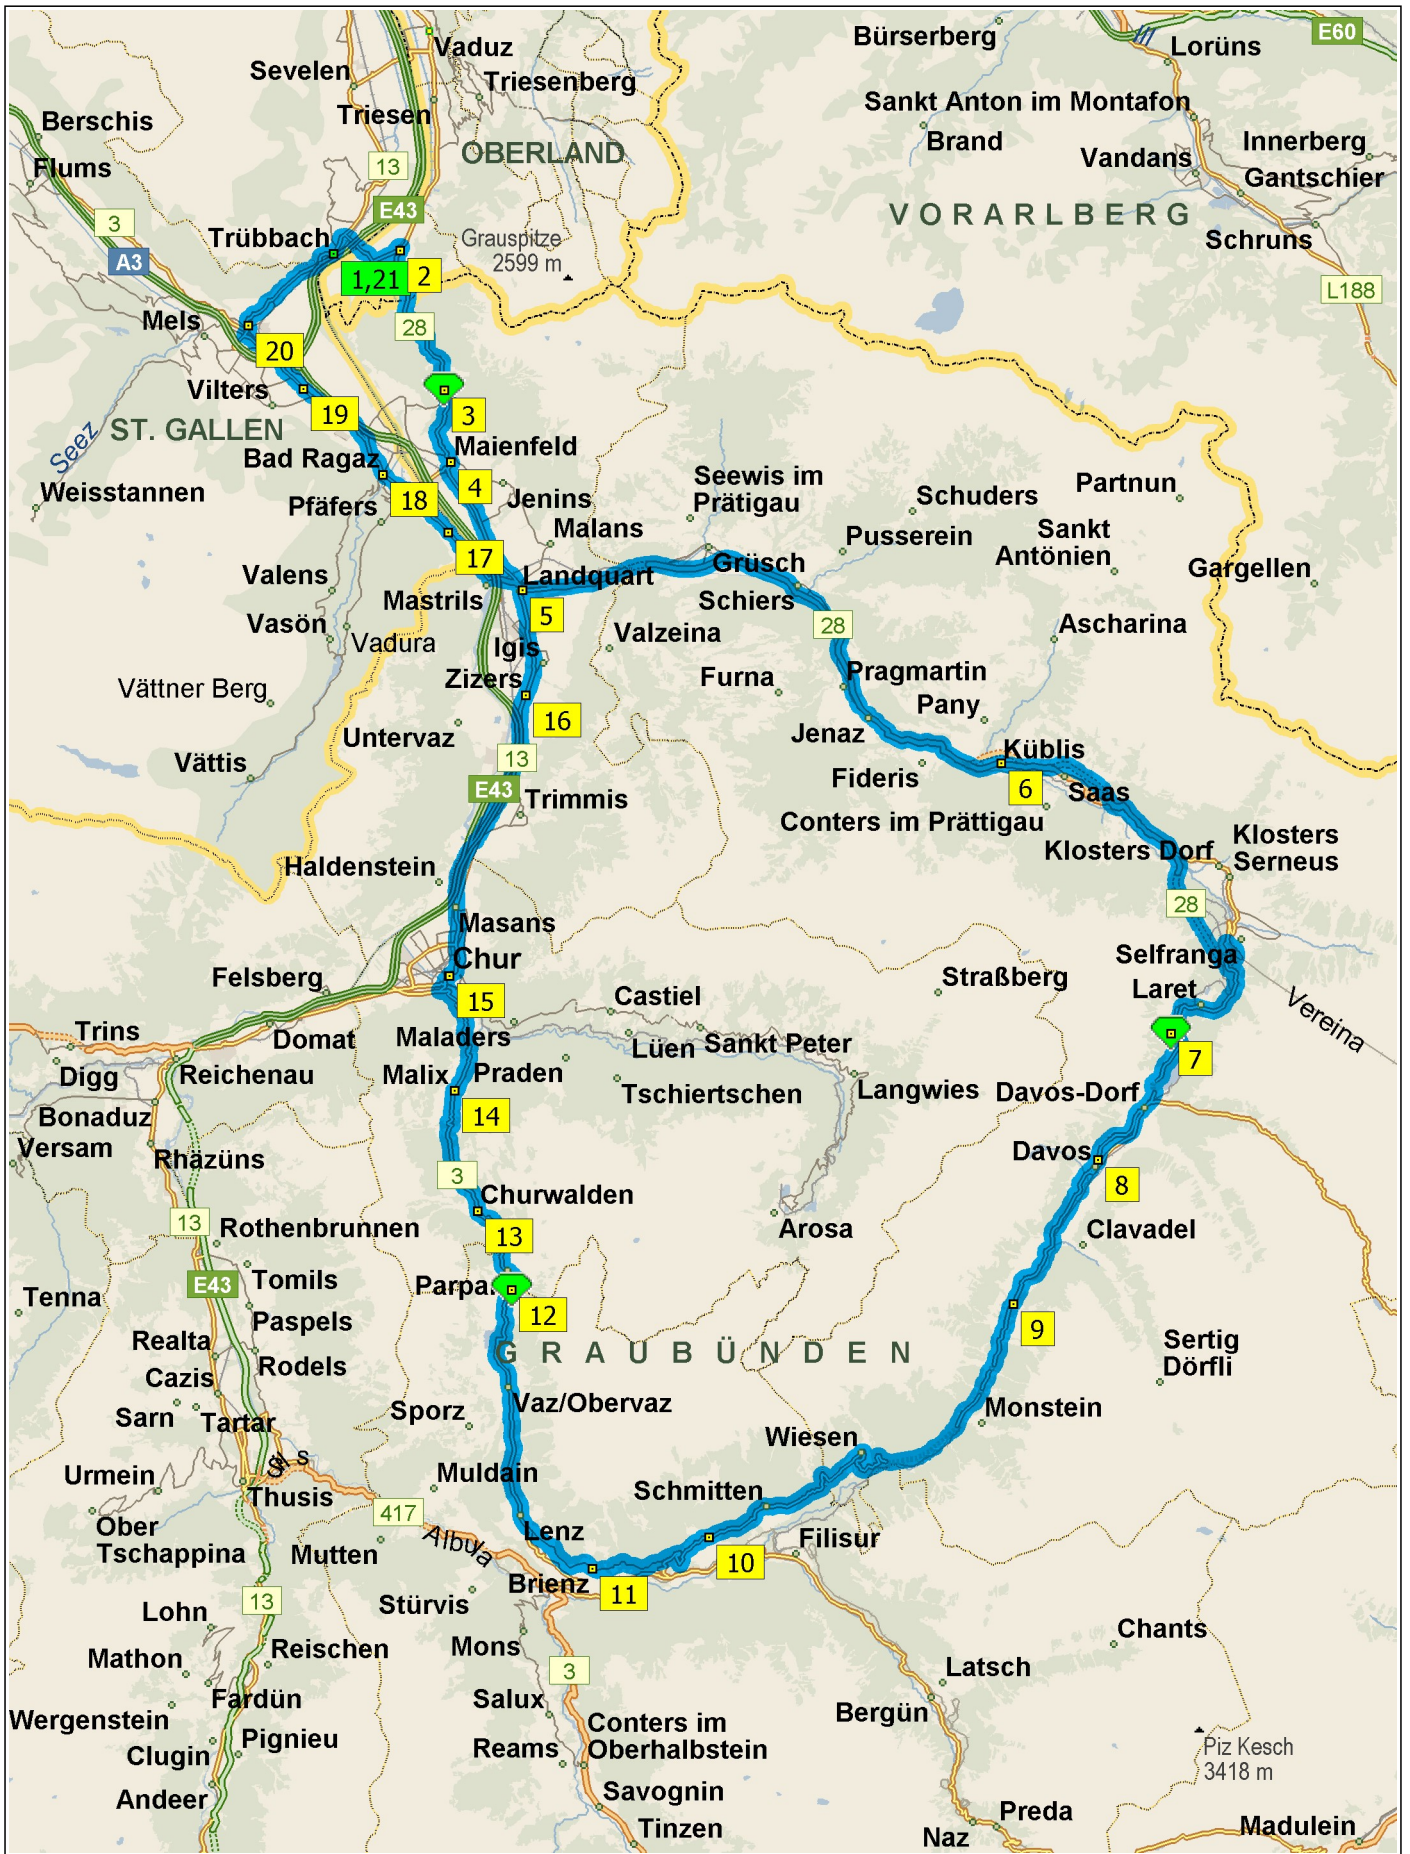 Vaduz
Bürserberg
Lorüns
E60
Sevelen
Triesenberg
Triesen
Sankt Anton im Montafon
Berschis
Brand
Innerberg
Flums
OBERLAND
Vandans
Gantschier
13
3
E43
VORARLBERG
Trübbach
Grauspitze
2599 m
Schruns
A3
1,21
2
L188
Mels
28
20
Vilters
19
3
ST. GALLEN
Seez
Bad Ragaz
Maienfeld
Weisstannen
18
4
Jenins
Seewis im
Prätigau
Schuders
Partnun
Pfäfers
Malans
Pusserein
Sankt
Antönien
17
Valens
Landquart
Grüsch
Gargellen
Mastrils
Schiers
5
Vasön
Vadura
Igis
Valzeina
28
Ascharina
Zizers
Furna
Pragmartin
Vättner Berg
16
Pany
Untervaz
Jenaz
Küblis
Vättis
13
Fideris
6
Saas
E43
Trimmis
Conters im Prättigau
Klosters Dorf
Klosters
Serneus
Haldenstein
28
Masans
Chur
Selfranga
Felsberg
15
Castiel
Straßberg
Laret
Vereina
Trins
Domat
Maladers
Lüen
Sankt Peter
7
Digg
Reichenau
Malix
Praden
Tschiertschen
Langwies
Davos-Dorf
Bonaduz
14
Versam
Rhäzüns
Davos
3
8
Churwalden
13
Rothenbrunnen
13
Arosa
Clavadel
E43
Tomils
Parpa
Tenna
12
Paspels
9
Realta
Rodels
GRAUBÜNDEN
Sertig
Dörfli
Cazis
Vaz/Obervaz
Sarn
Tartar
Sporz
Monstein
Wiesen
Urmein
Muldain
Schmitten
Thusis
417
Albula
Ober
Tschappina
Lenz
Filisur
Mutten
10
Brienz
11
13
Stürvis
Lohn
Chants
Reischen
Mons
Mathon
3
Latsch
Fardün
Salux
Bergün
Wergenstein
Conters im
Oberhalbstein
Pignieu
Clugin
Reams
Piz Kesch
3418 m
Andeer
Savognin
Preda
Tinzen
Naz
Madulein